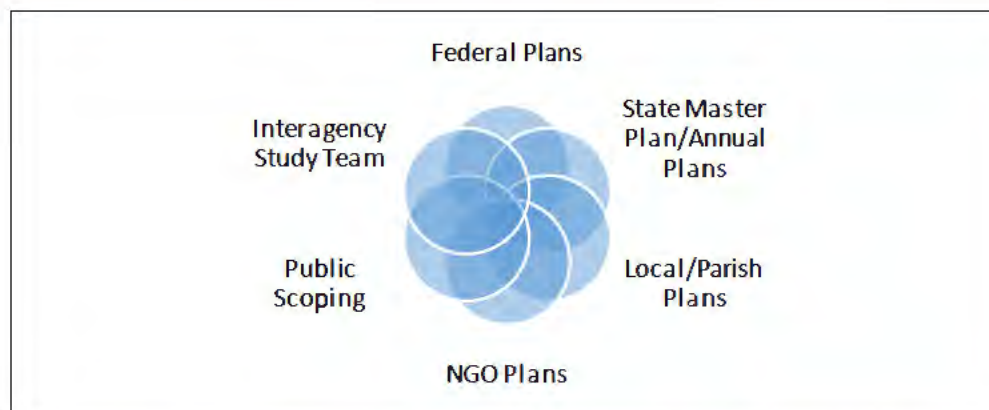 Federal Plans
State Master
Plan/Annual
Plans
Local/Parish
Plans
NGO Plans
Public
Scoping
Interagency
Study Team